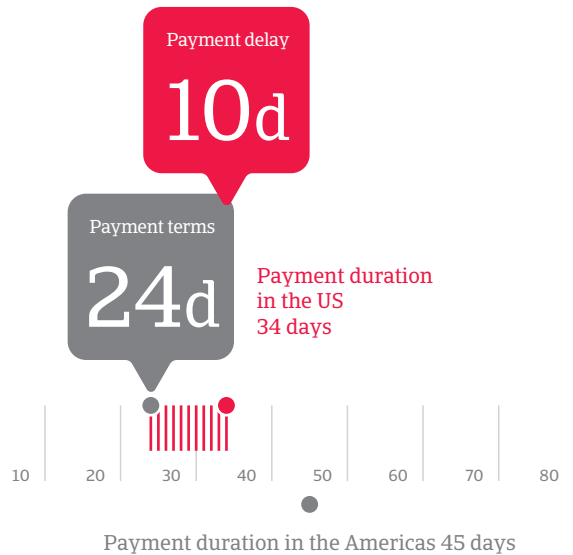 Payment delay
10d
Payment terms
24d
Payment duration
in the US
34 days
10 20 30 40 50 60 70 80
Payment duration in the Americas 45 days